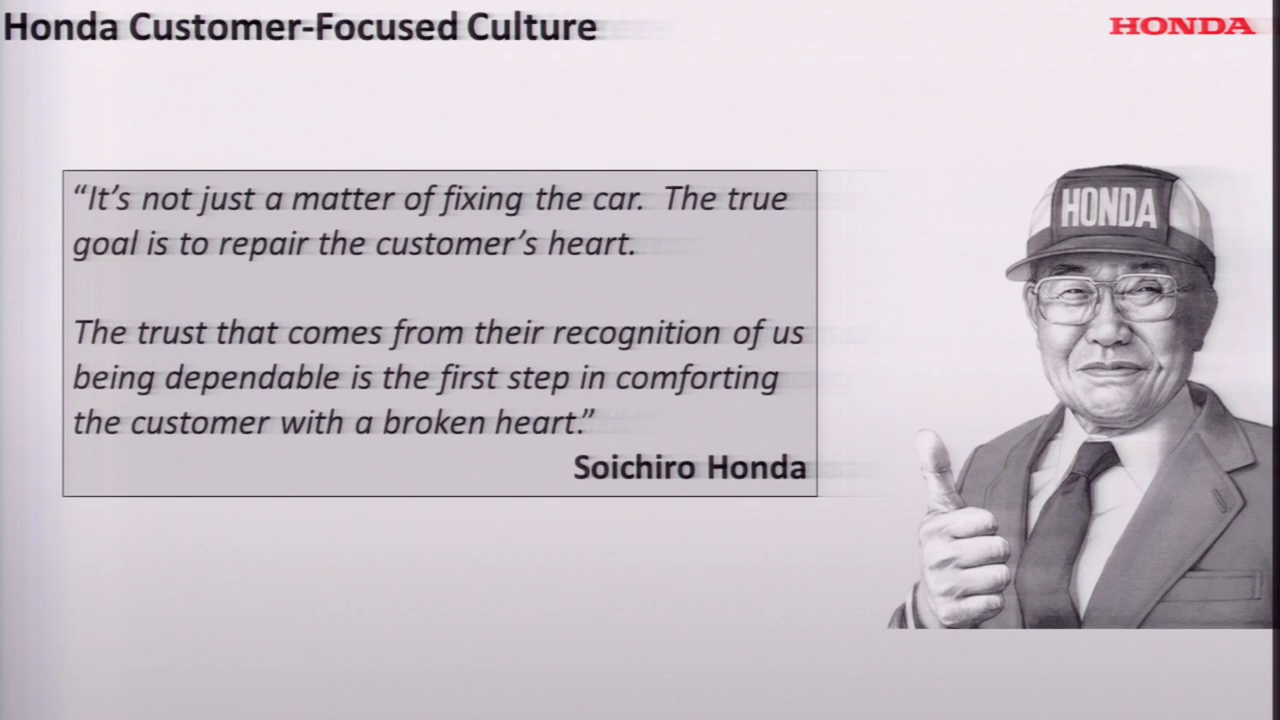 Honda Customer-Focused Culture
HONDA
“It’s not just a matter of fixing the car.  The true
goal is to repair the customer’s heart.
The trust that comes from their recognition of us
being dependable is the first step in comforting
the customer with a broken heart.”
Soichiro Honda
HONDA